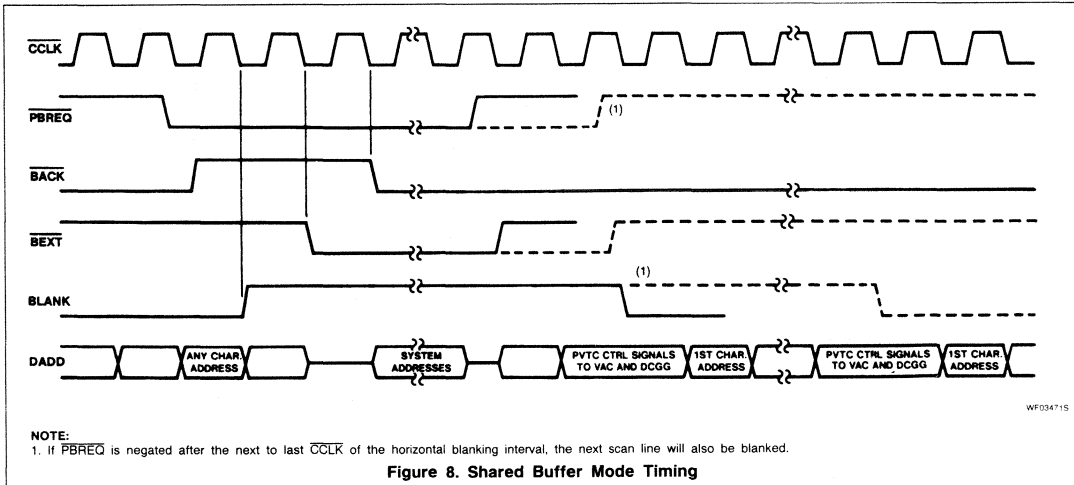 CCLK
PBREQ
(1)
BACK
BEXT
(1)
BLANK
DADD
ANY CHAR.
ADDRESS
SYSTEM
ADDRESSES
PVTC CTRL SIGNALS
TO VAC AND DCGG
1ST CHAR.
ADDRESS
PVTC CTRL SIGNALS
TO VAC AND DCGG
1ST CHAR.
ADDRESS
WF03471S
NOTE:
1. If PBREQ is negated after the next to last CCLK of the horizontal blanking interval, the next scan line will also be blanked.
Figure 8. Shared Buffer Mode Timing